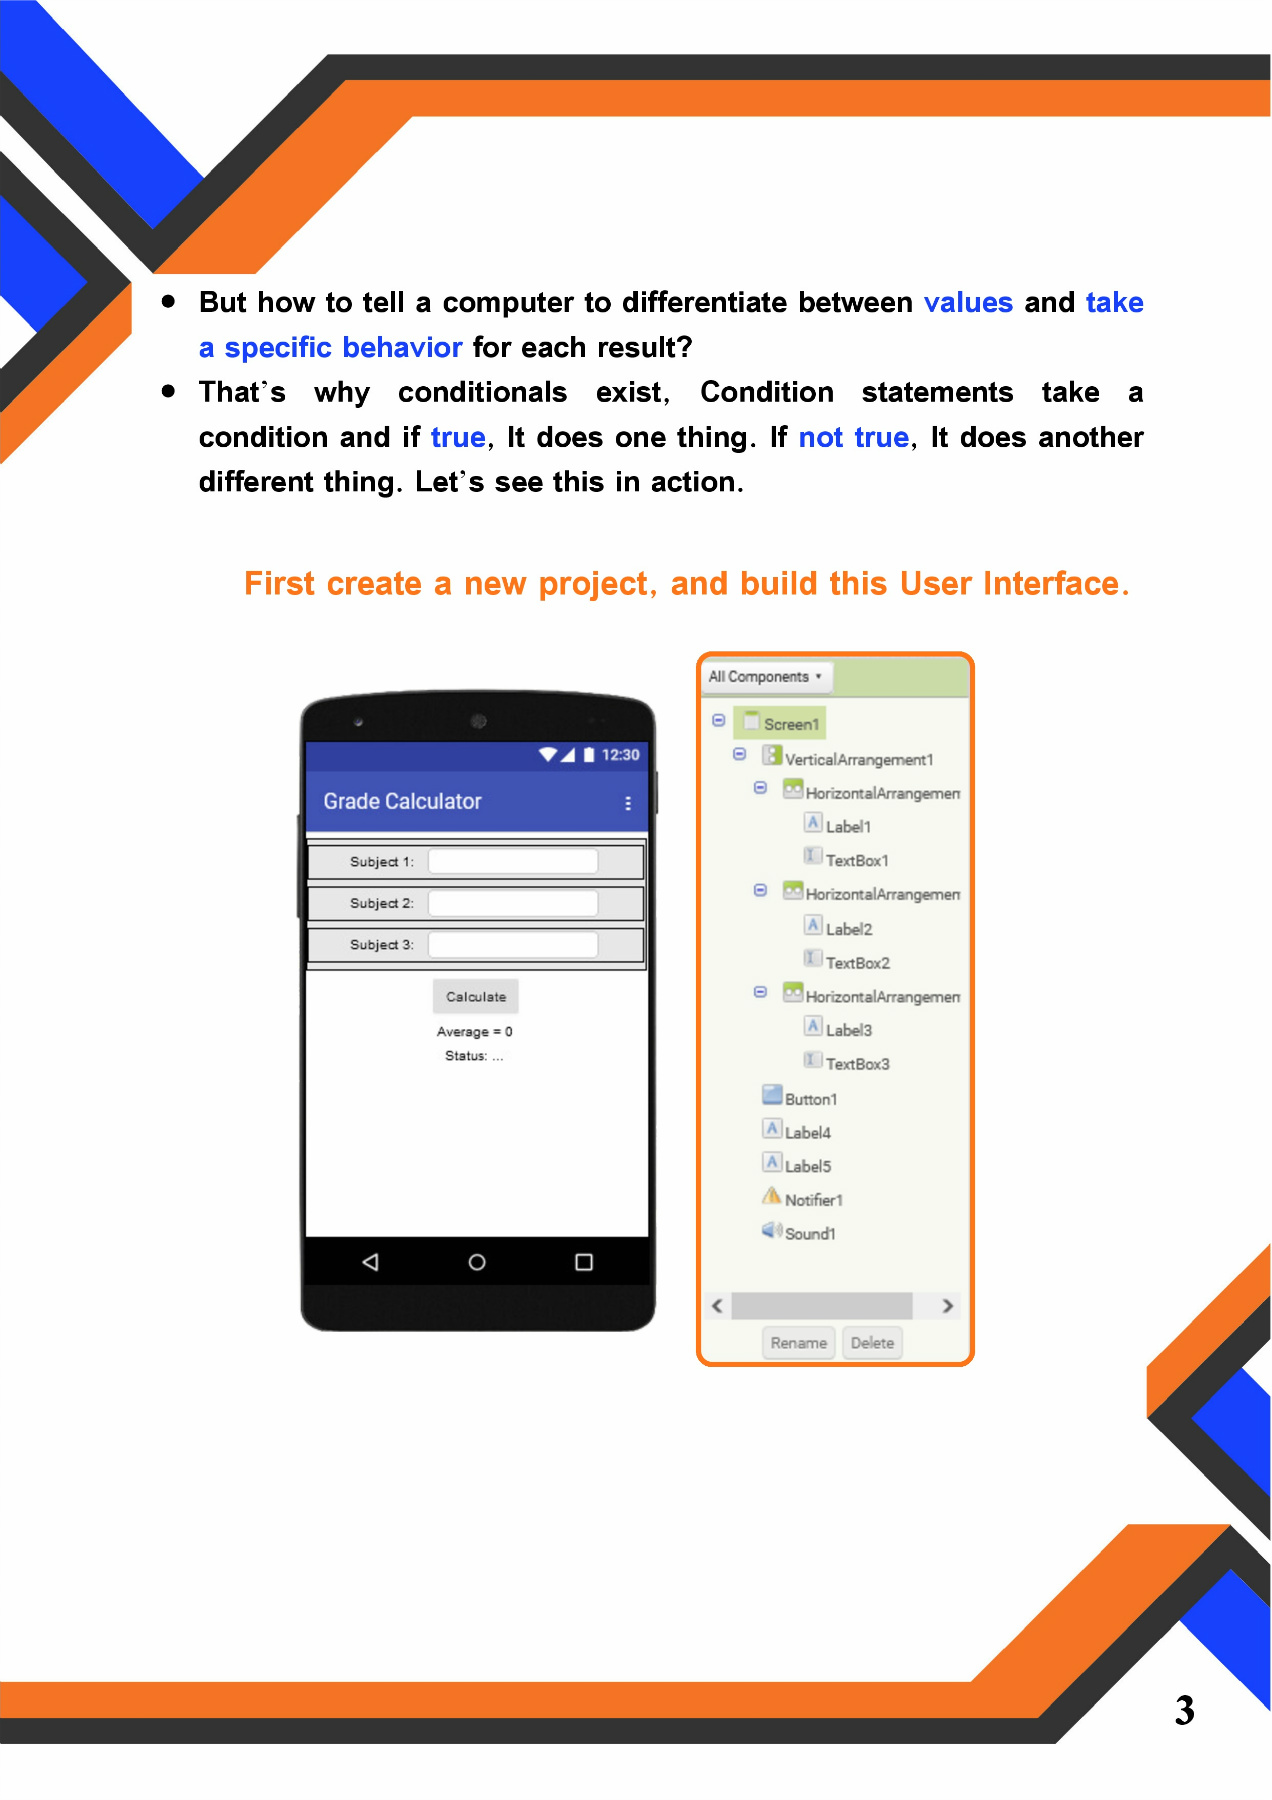 • But how to tell a computer to differentiate between values and take
a specific behavior for each result?
• That’s why conditionals exist, Condition statements take a
condition and if true, It does one thing. If not true, It does another
different thing. Let’s see this in action.
First create a new project, and build this User Interface.
12:30
Grade Calculator
Subject 1:
Subject 2:
Subject 3:
Calculate
Average = 0
Status: ...
All Components
Screen1
VerticalArrangement1
HorizontalArrangemen
Label1
TextBox1
HorizontalArrangemen
Label2
TextBox2
HorizontalArrangemen
Label3
TextBox3
Button1
Label4
Label5
Notifier1
Sound1
Rename Delete
3